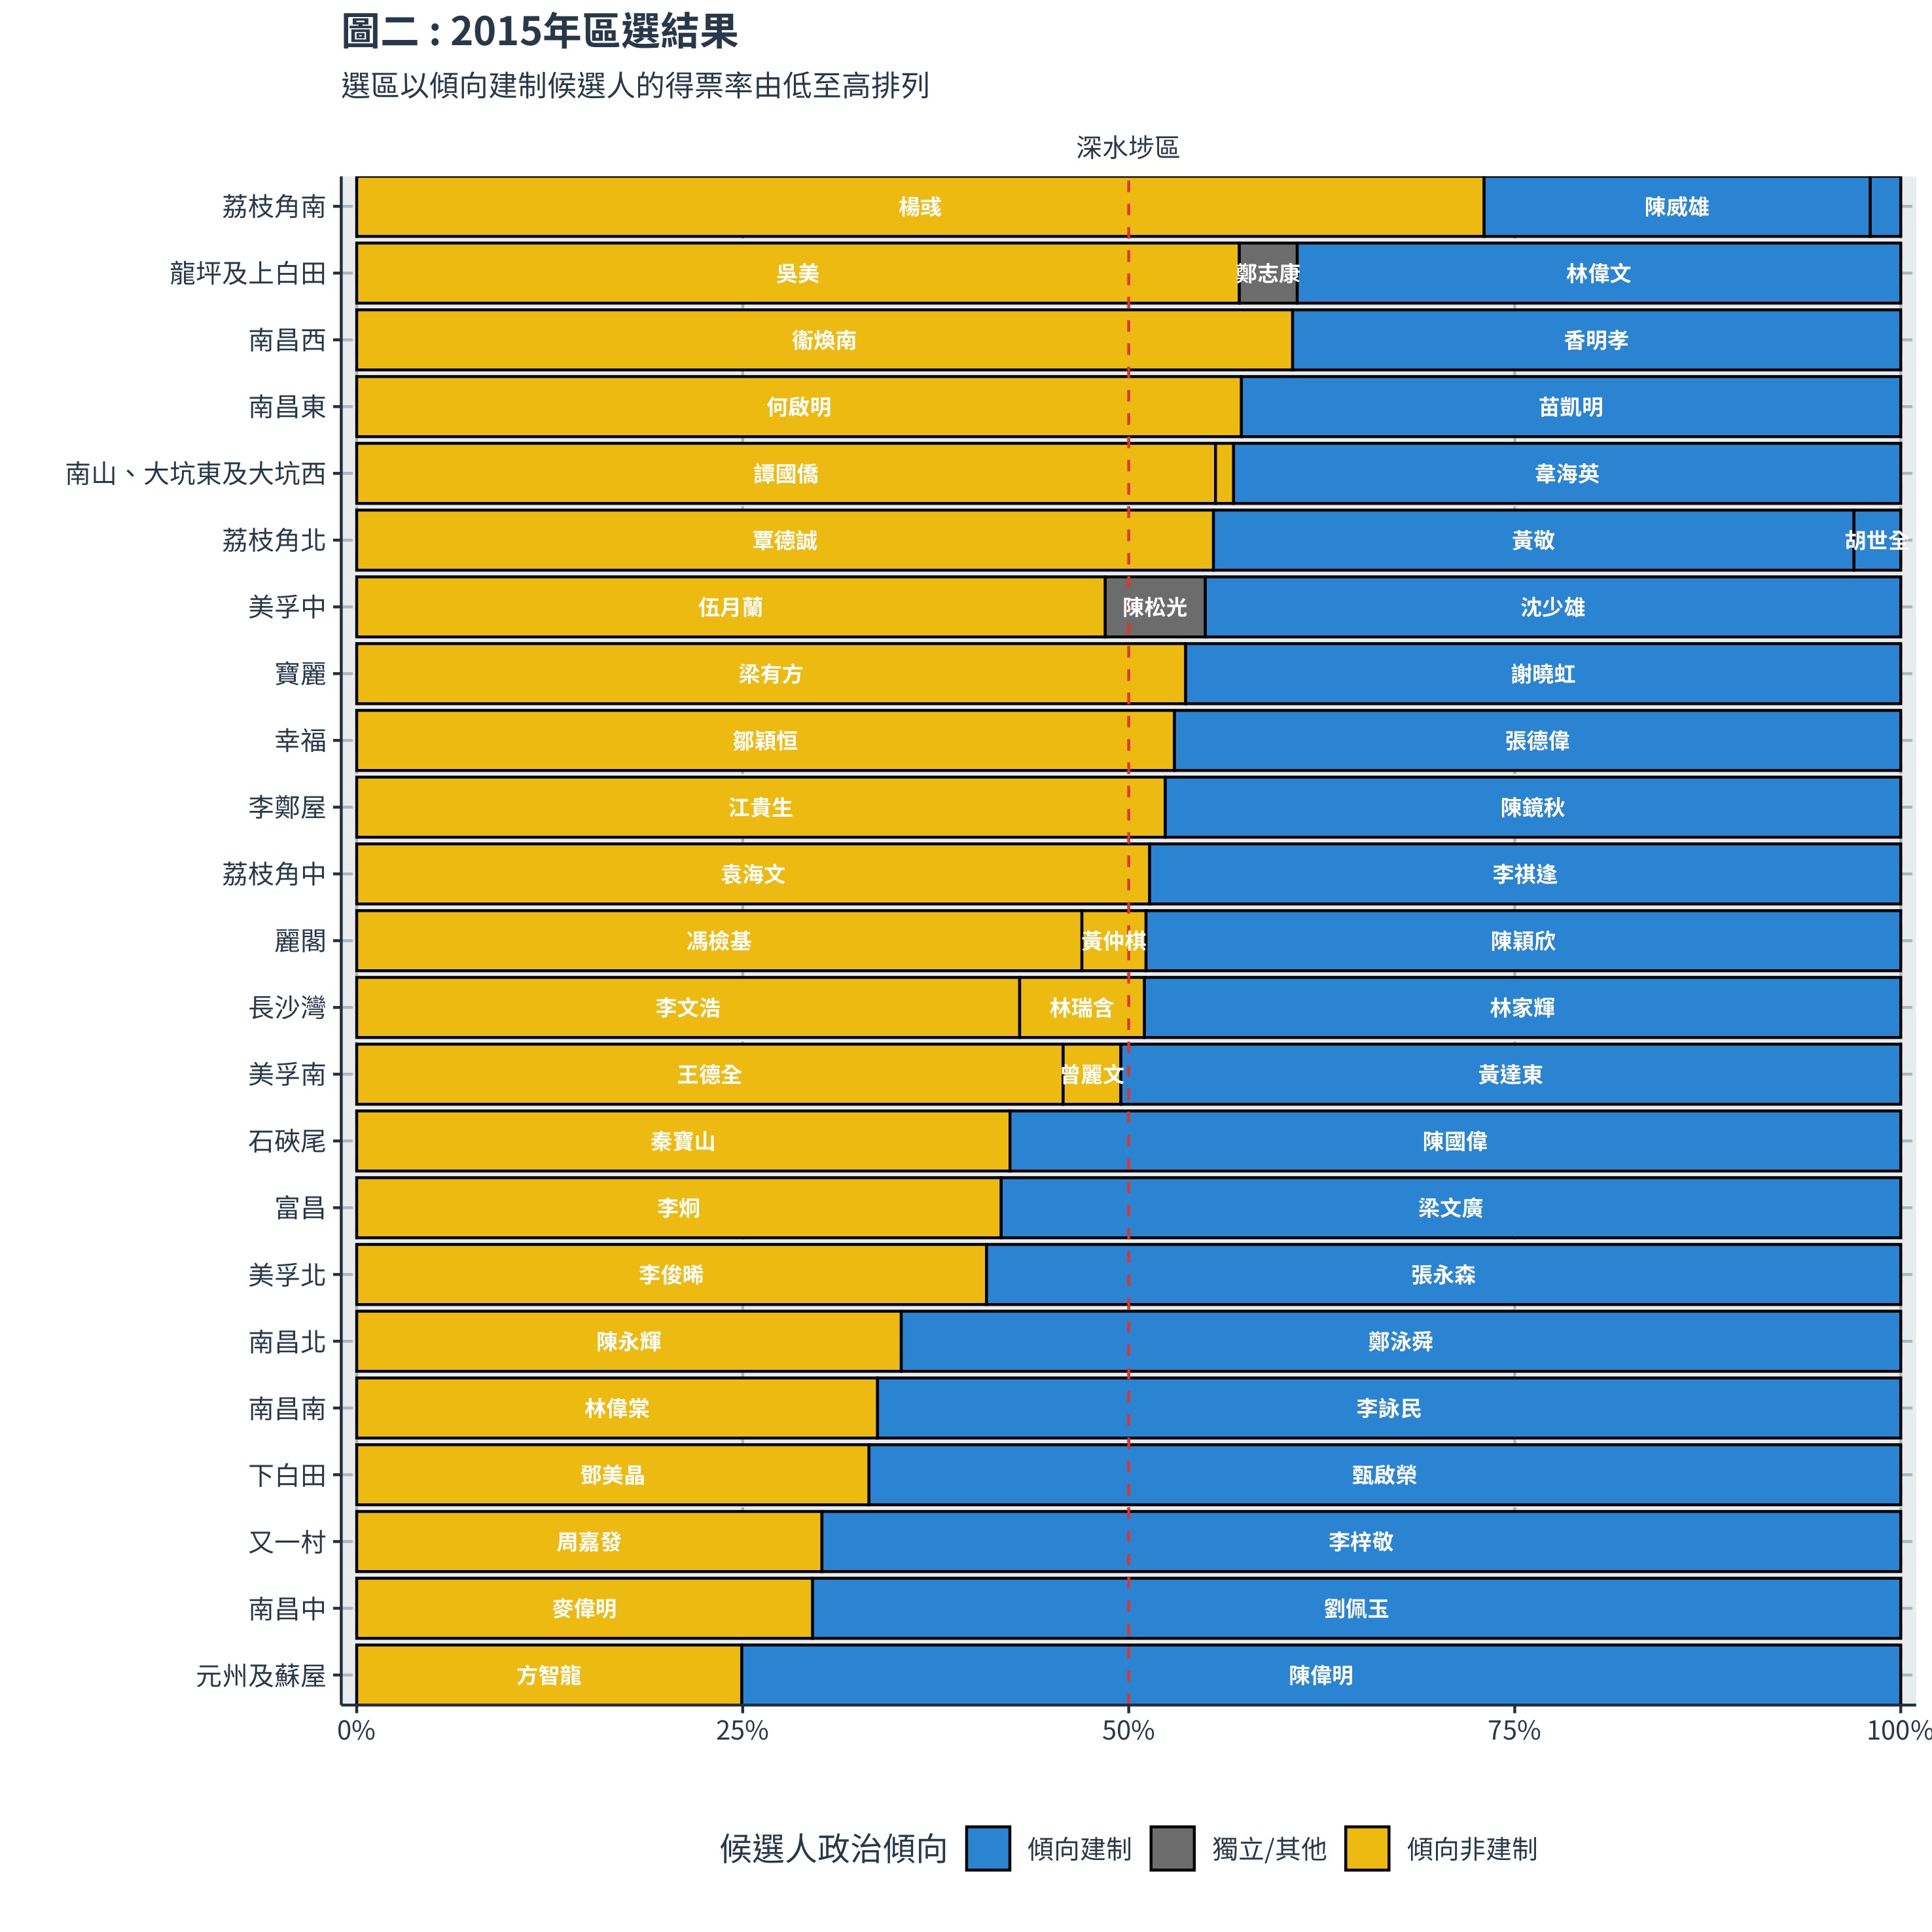 圖二：2015年區選結果
選區以傾向建制候選人的得票率由低至高排列
深水埗區
荔枝角南 楊彧 陳威雄
龍坪及上白田 吳美 鄭志康 林偉文
南昌西 衞煥南 香明孝
南昌東 何啟明 苗凱明
南山、大坑東及大坑西 譚國僑 韋海英
荔枝角北 覃德誠 黃敬 胡世全
美孚中 伍月蘭 陳松光 沈少雄
寶麗 梁有方 謝曉虹
幸福 鄒穎恒 張德偉
李鄭屋 江貴生 陳鏡秋
荔枝角中 袁海文 李祺逢
麗閣 馮檢基 黃仲棋 陳穎欣
長沙灣 李文浩 林瑞含 林家輝
美孚南 王德全 曾麗文 黃達東
石硤尾 秦寶山 陳國偉
富昌 李炯 梁文廣
美孚北 李俊晞 張永森
南昌北 陳永輝 鄭泳舜
南昌南 林偉棠 李詠民
下白田 鄧美晶 甄啟榮
又一村 周嘉發 李梓敬
南昌中 麥偉明 劉佩玉
元州及蘇屋 方智龍 陳偉明
0% 25% 50% 75% 100%
候選人政治傾向 傾向建制 獨立/其他 傾向非建制